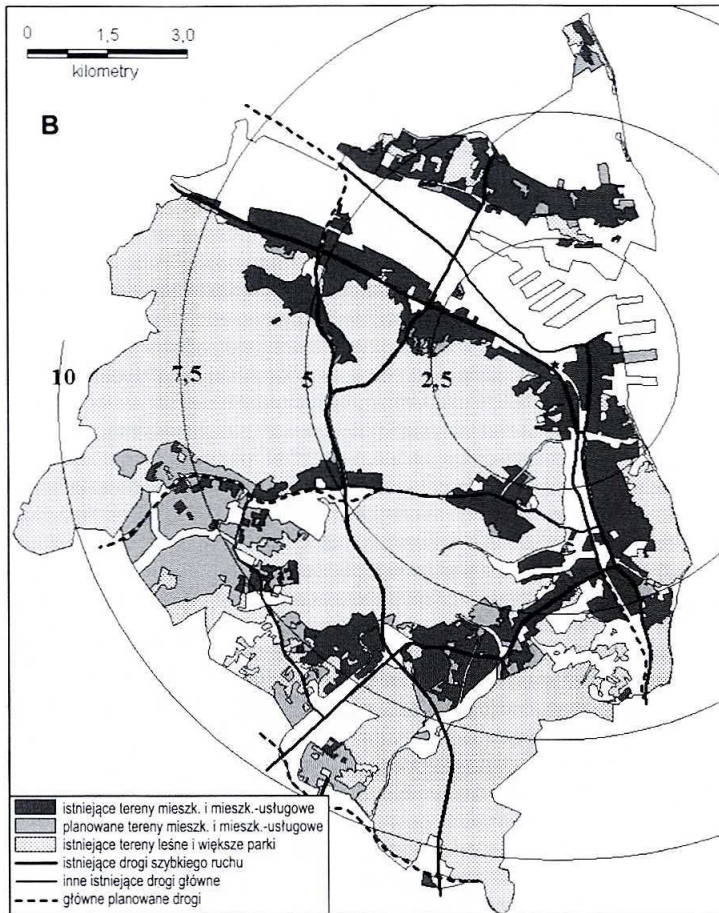 0 1,5 3,0
kilometry
B
10 7,5 5 2,5
istniejące tereny mieszk. i mieszk.-usługowe
planowane tereny mieszk. i mieszk.-usługowe
istniejące tereny leśne i większe parki
istniejące drogi szybkiego ruchu
inne istniejące drogi główne
główne planowane drogi